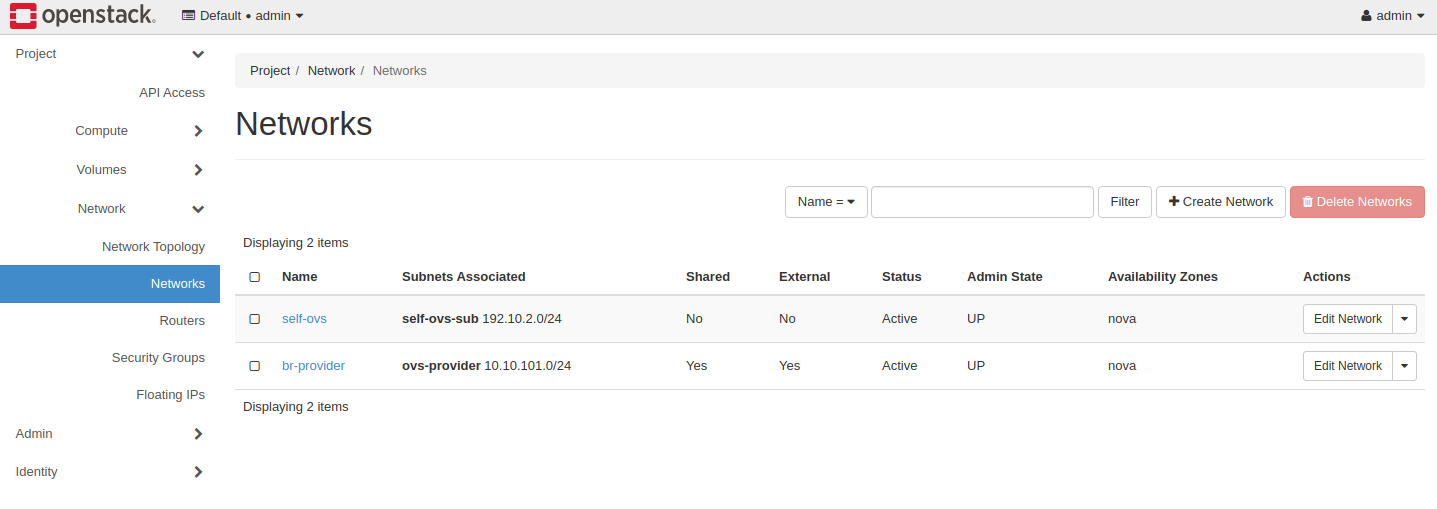 openstack. Default • admin admin
Project
API Access
Compute
Volumes
Network
Network Topology
Networks
Routers
Security Groups
Floating IPs
Admin
Identity
Project / Network / Networks
Networks
Name = Filter Create Network Delete Networks
Displaying 2 items
Name Subnets Associated Shared External Status Admin State Availability Zones Actions
self-ovs self-ovs-sub 192.10.2.0/24 No No Active UP nova Edit Network
br-provider ovs-provider 10.10.101.0/24 Yes Yes Active UP nova Edit Network
Displaying 2 items